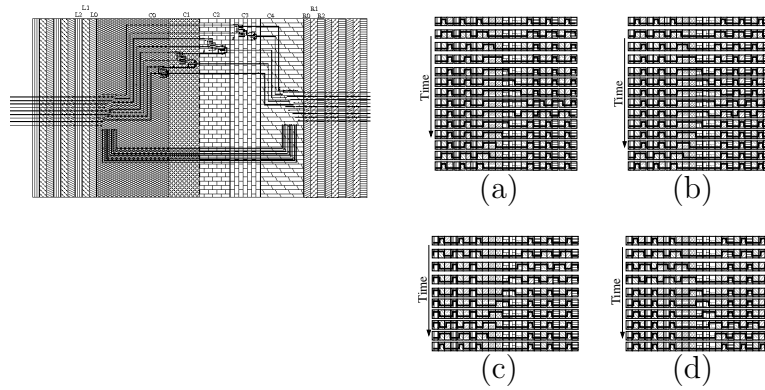 L1
L2 L0 C0 C1 C2 C3 C4 R0 R2
R1
Time
Time
(a) (b)
Time
Time
(c) (d)